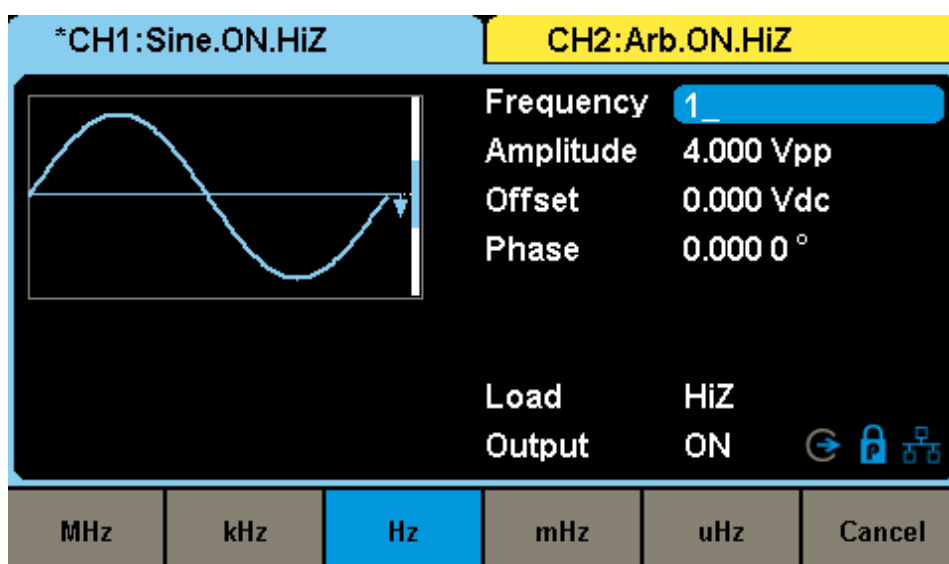 *CH1:Sine.ON.HiZ CH2:Arb.ON.HiZ
Frequency 1_
Amplitude 4.000 Vpp
Offset 0.000 Vdc
Phase 0.000 0 °
Load HiZ
Output ON P
MHz kHz Hz mHz uHz Cancel